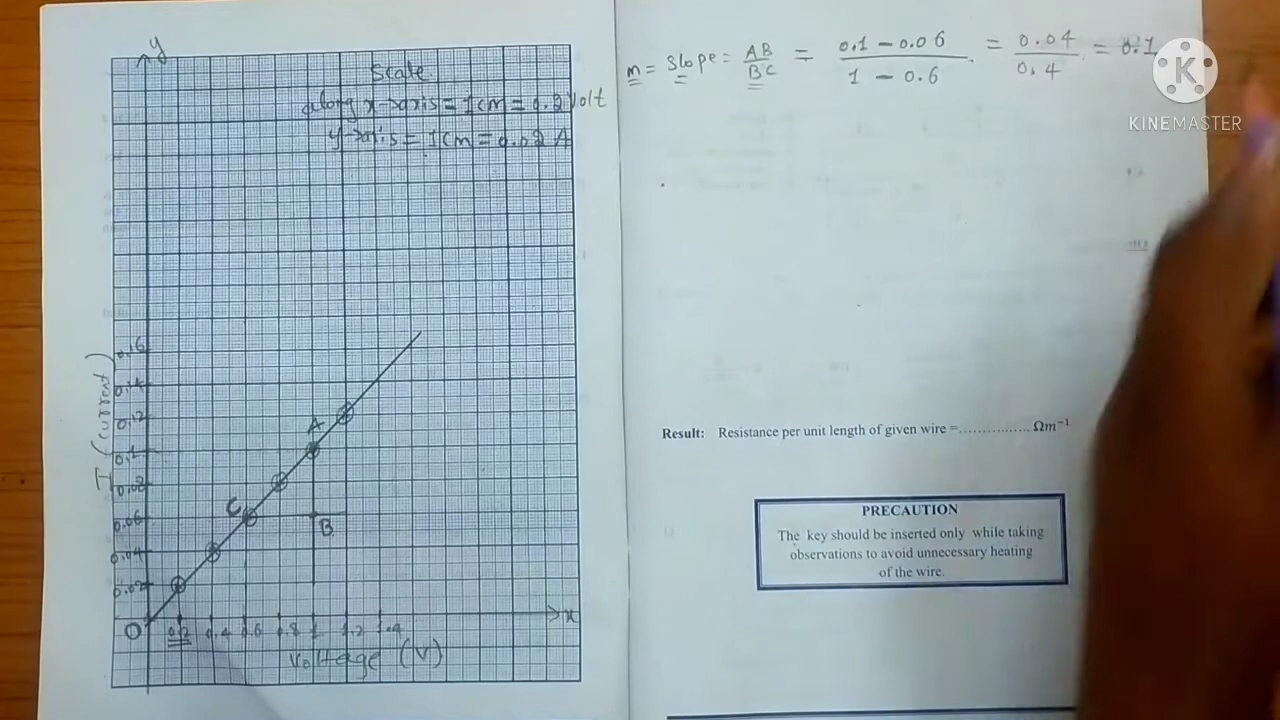 y
Scale
along x-axis = 1cm = 0.2 Volt
y-axis = 1cm = 0.02 A
I (current)
0.16
0.14
0.12
0.1
0.08
0.06
0.04
0.02
A
C
B
O
0.2 0.4 0.6 0.8 1 1.2 1.4
x
Voltage (V)
m = Slope = AB/BC = 0.1 - 0.06 / 1 - 0.6 = 0.04 / 0.4 = 0.1
K
KINEMASTER
Result: Resistance per unit length of given wire =................ Ωm⁻¹
PRECAUTION
The key should be inserted only while taking
observations to avoid unnecessary heating
of the wire.